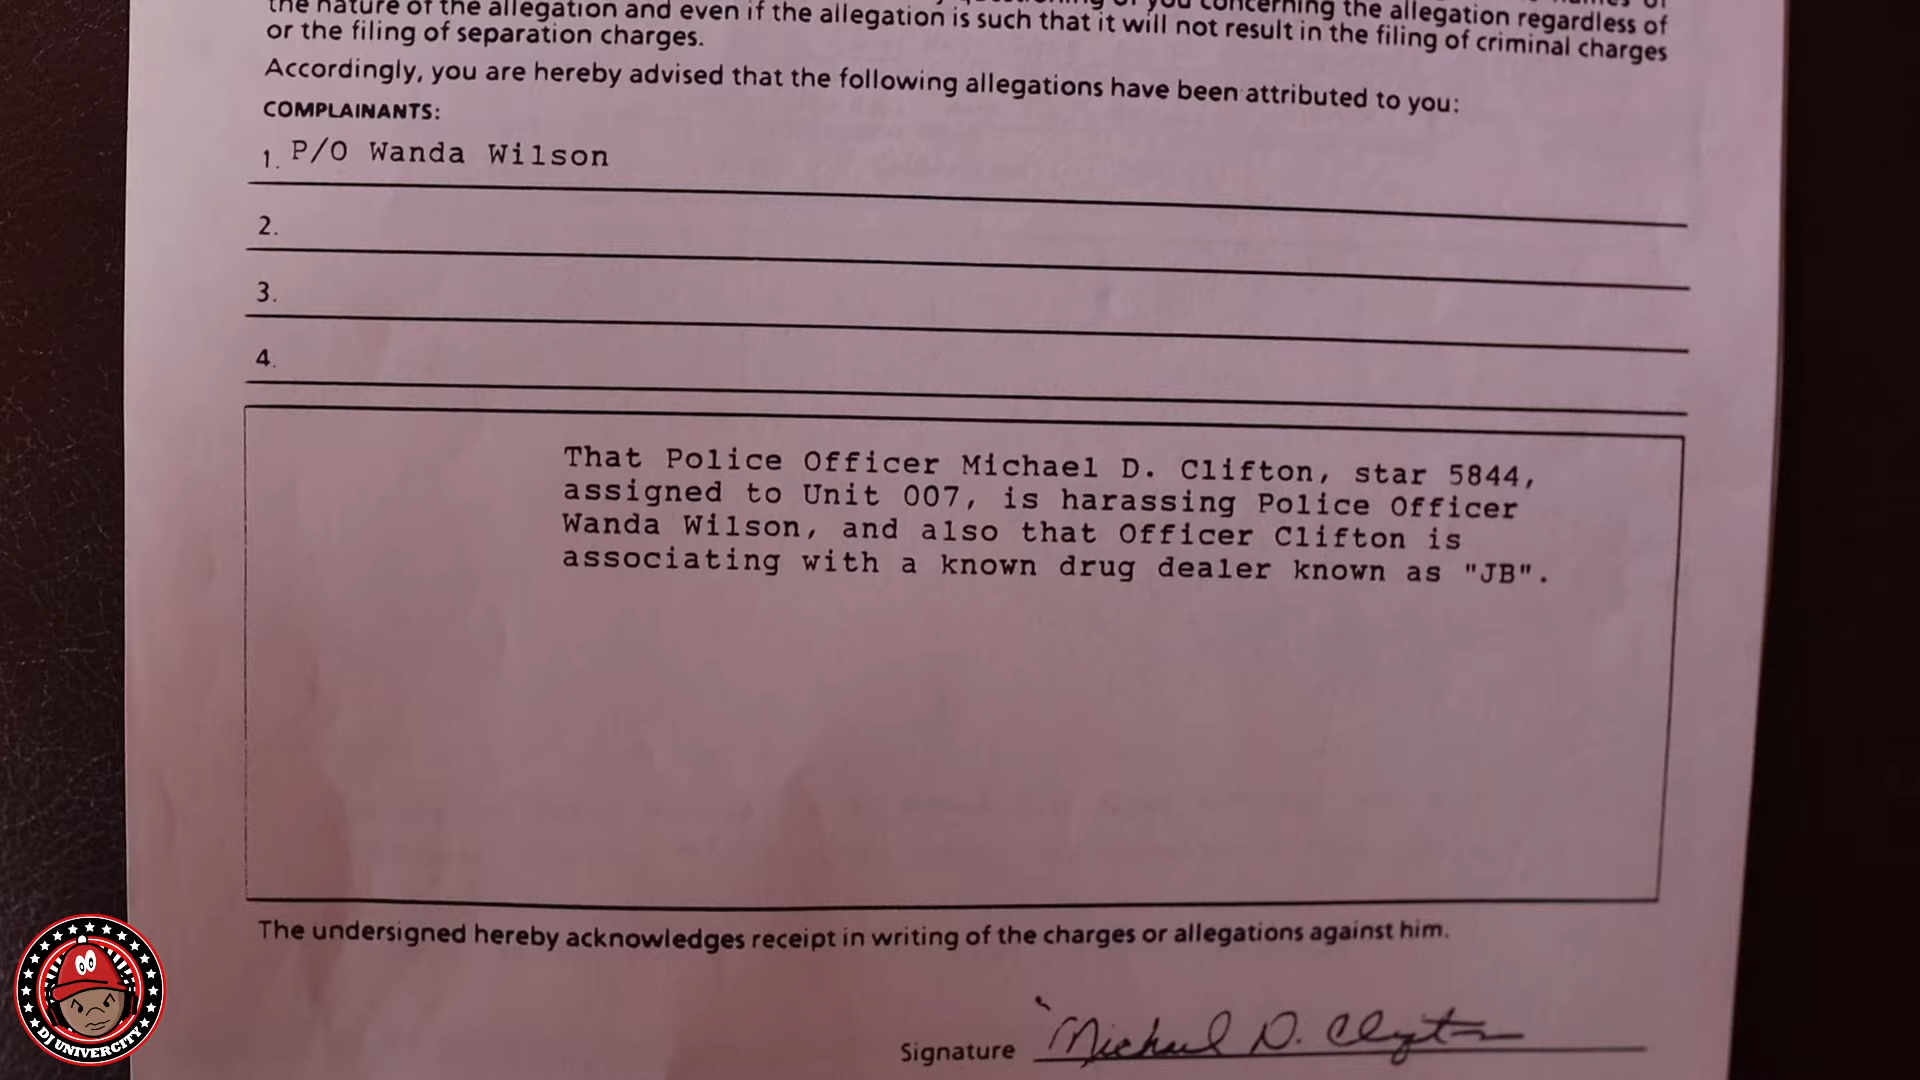 the nature of the allegation and even if the allegation is such that it will not result in the filing of criminal charges
concerning the allegation regardless of
or the filing of separation charges.
Accordingly, you are hereby advised that the following allegations have been attributed to you:
COMPLAINANTS:
1. P/O Wanda Wilson
2.
3.
4.
That Police Officer Michael D. Clifton, star 5844,
assigned to Unit 007, is harassing Police Officer
Wanda Wilson, and also that Officer Clifton is
associating with a known drug dealer known as "JB".
The undersigned hereby acknowledges receipt in writing of the charges or allegations against him.
Signature Michael D. Clifton
DJ UNIVERCITY